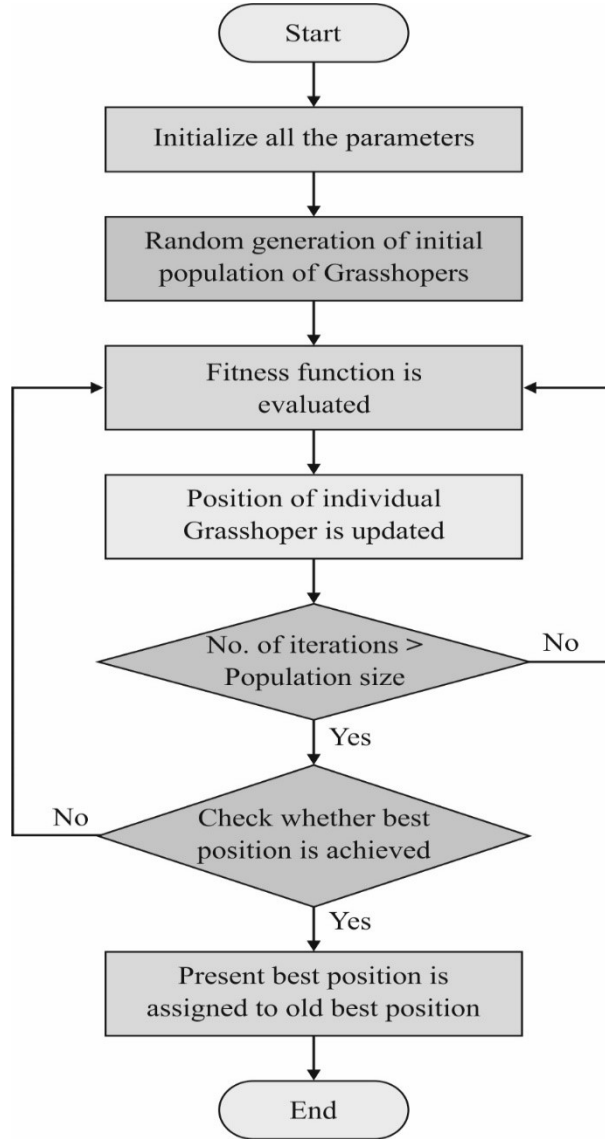 Start
Initialize all the parameters
Random generation of initial
population of Grasshopers
Fitness function is
evaluated
Position of individual
Grasshoper is updated
No. of iterations >
Population size
No
Yes
Check whether best
position is achieved
No
Yes
Present best position is
assigned to old best position
End